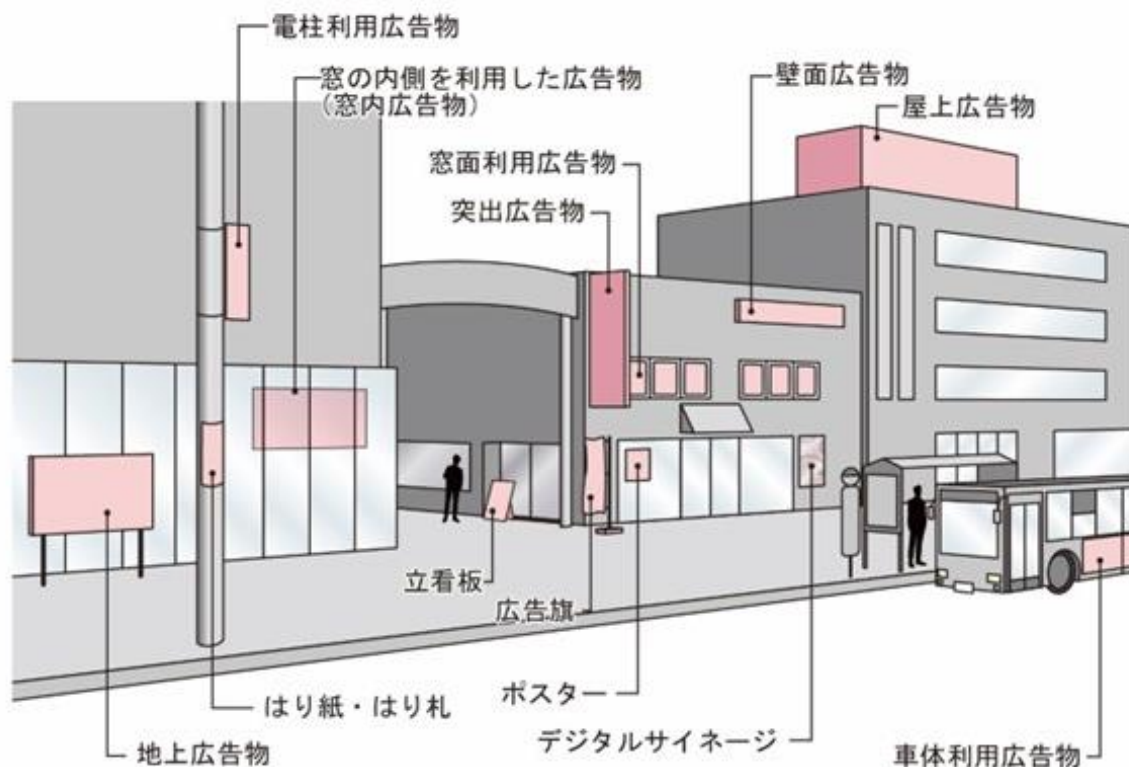 電柱利用広告物
窓の内側を利用した広告物
（窓内広告物）
壁面広告物
屋上広告物
窓面利用広告物
突出広告物
立看板
広告旗
はり紙・はり札
ポスター
デジタルサイネージ
地上広告物
車体利用広告物